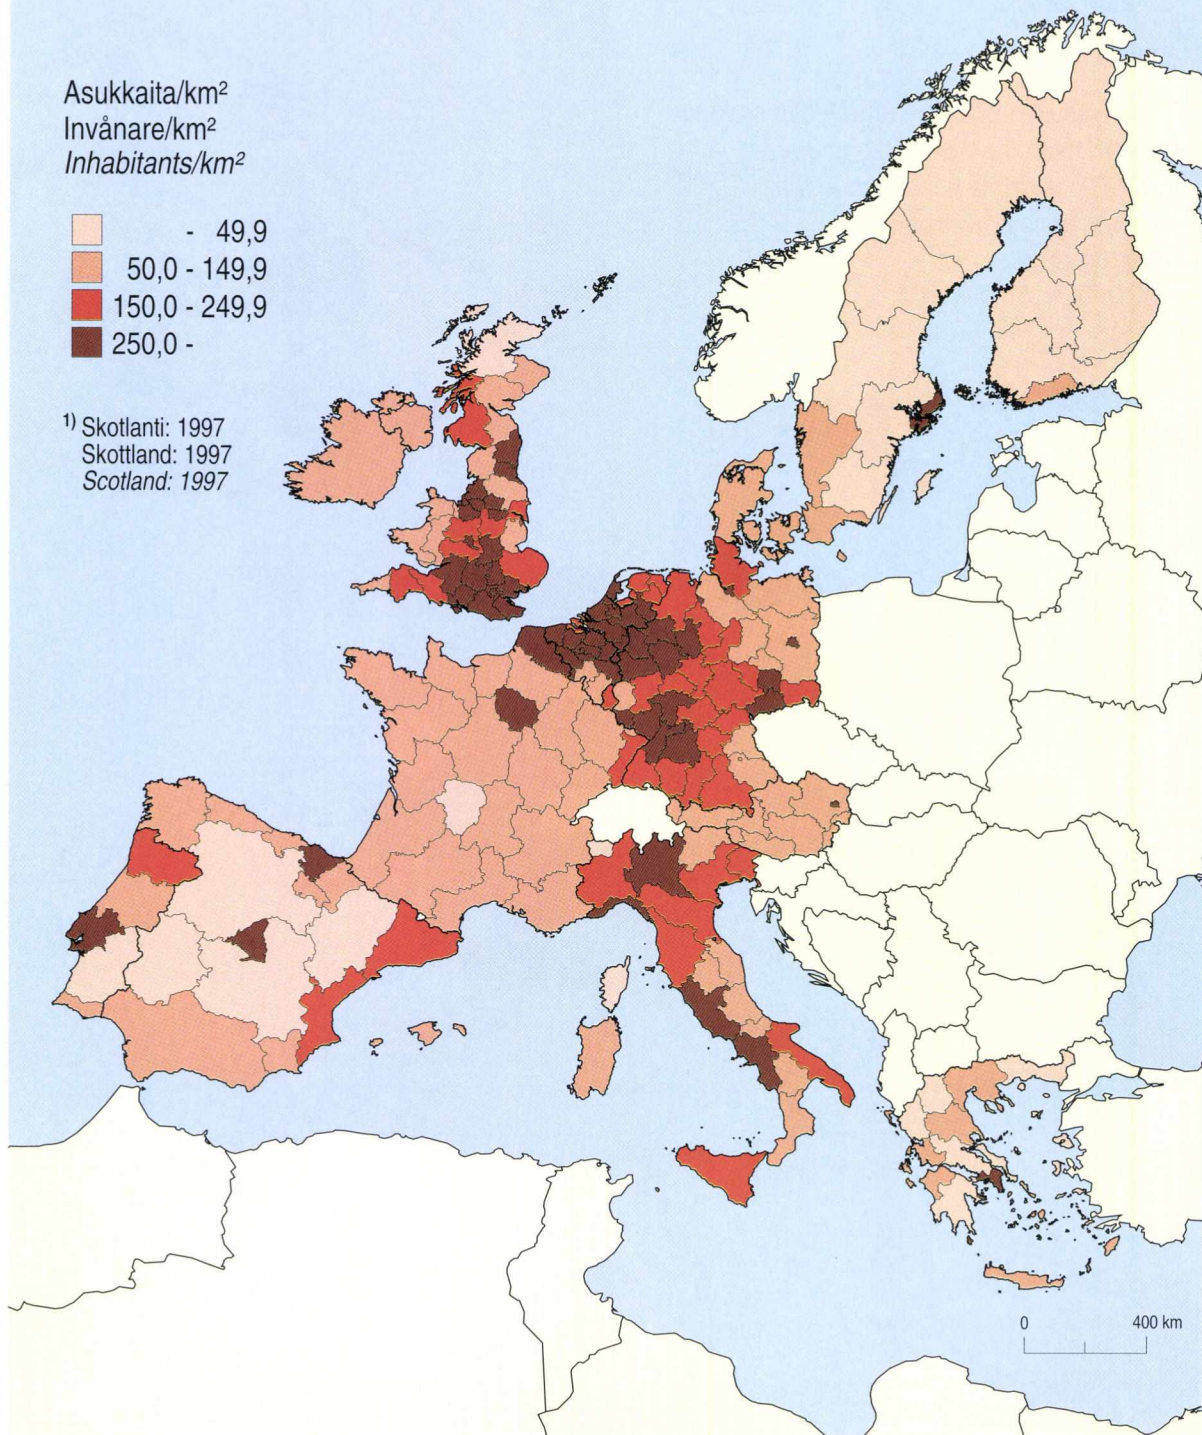 Asukkaita/km²
Invånare/km²
Inhabitants/km²
- 49,9
50,0 - 149,9
150,0 - 249,9
250,0 -
¹⁾ Skotlanti: 1997
Skottland: 1997
Scotland: 1997
0 400 km